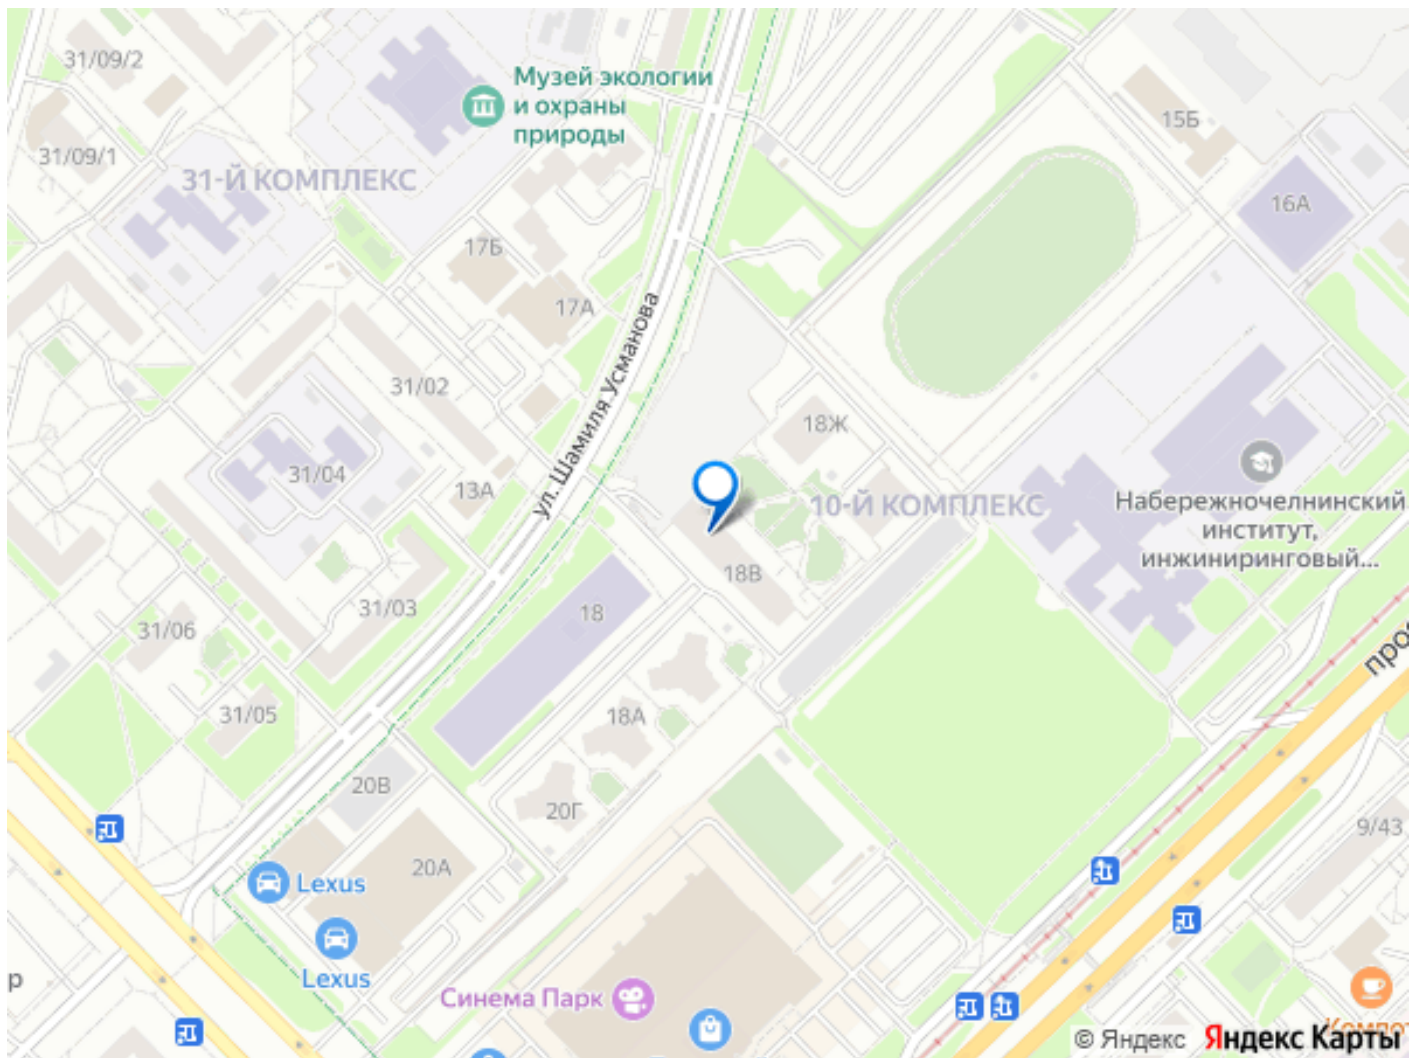 31/09/2
Музей экологии
и охраны
природы
15Б
31/09/1
31-Й КОМПЛЕКС
16А
17Б
17А
ул. Шамиля Усманова
31/02
18Ж
31/04
13А
10-Й КОМПЛЕКС
Набережночелнинский
институт,
инжиниринговый...
18В
31/03
18
31/06
про
31/05
18А
20В
20Г
9/43
20А
Lexus
Lexus
р
Синема Парк
Компот
© Яндекс Яндекс Карты